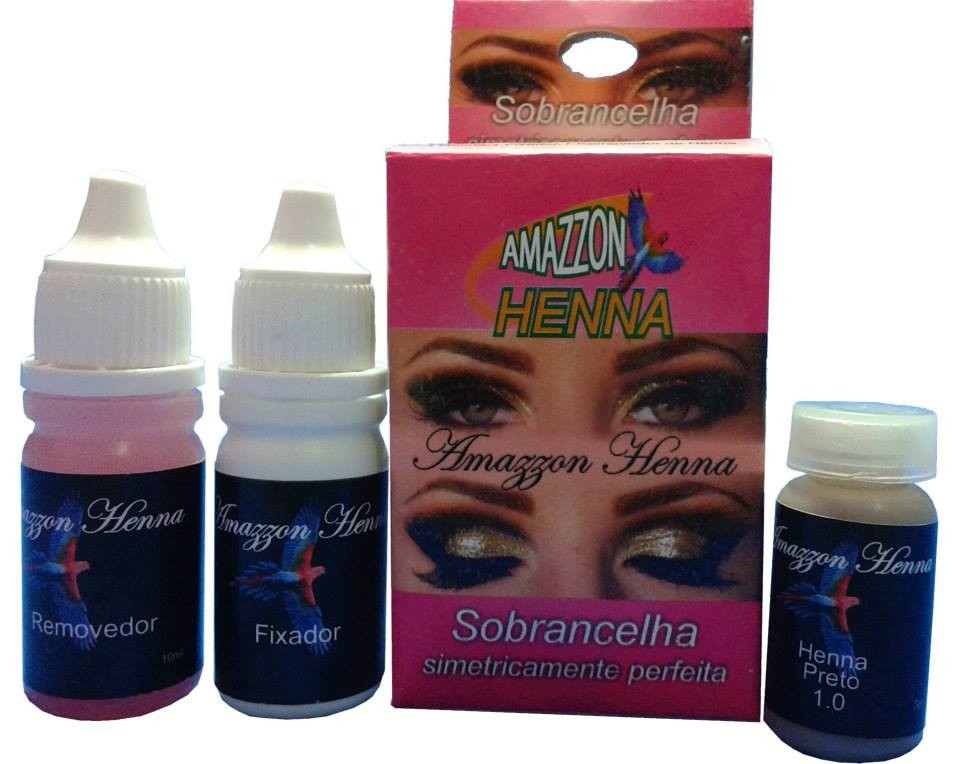 Sobrancelha
AMAZZON
HENNA
Amazzon Henna
Sobrancelha
simetricamente perfeita
Henna
Removedor
10ml
Amazzon Henna
Fixador
Amazzon Henna
Henna
Preto
1.0